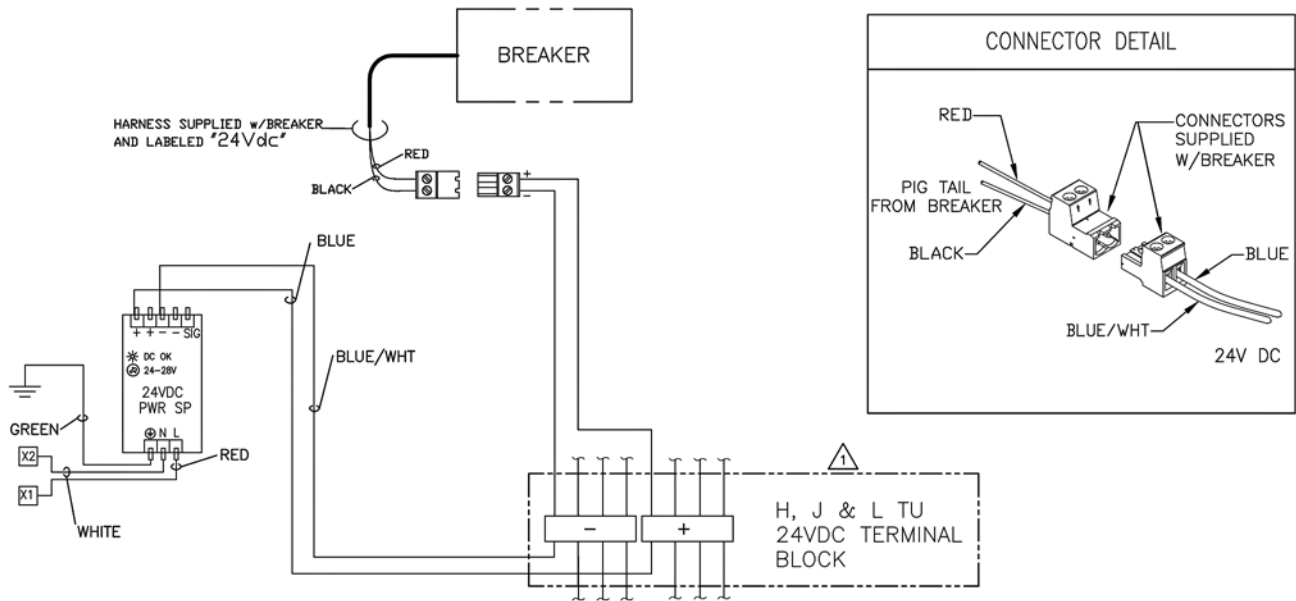 BREAKER
HARNESS SUPPLIED w/BREAKER
AND LABELED "24Vdc"
RED
BLACK
+
-
BLUE
BLUE/WHT
+ + - - SIG
DC OK
24-28V
24VDC
PWR SP
N L
GREEN
X2
X1
RED
WHITE
1
- +
H, J & L TU
24VDC TERMINAL
BLOCK
CONNECTOR DETAIL
RED
CONNECTORS
SUPPLIED
W/BREAKER
PIG TAIL
FROM BREAKER
BLACK
BLUE
BLUE/WHT
24V DC